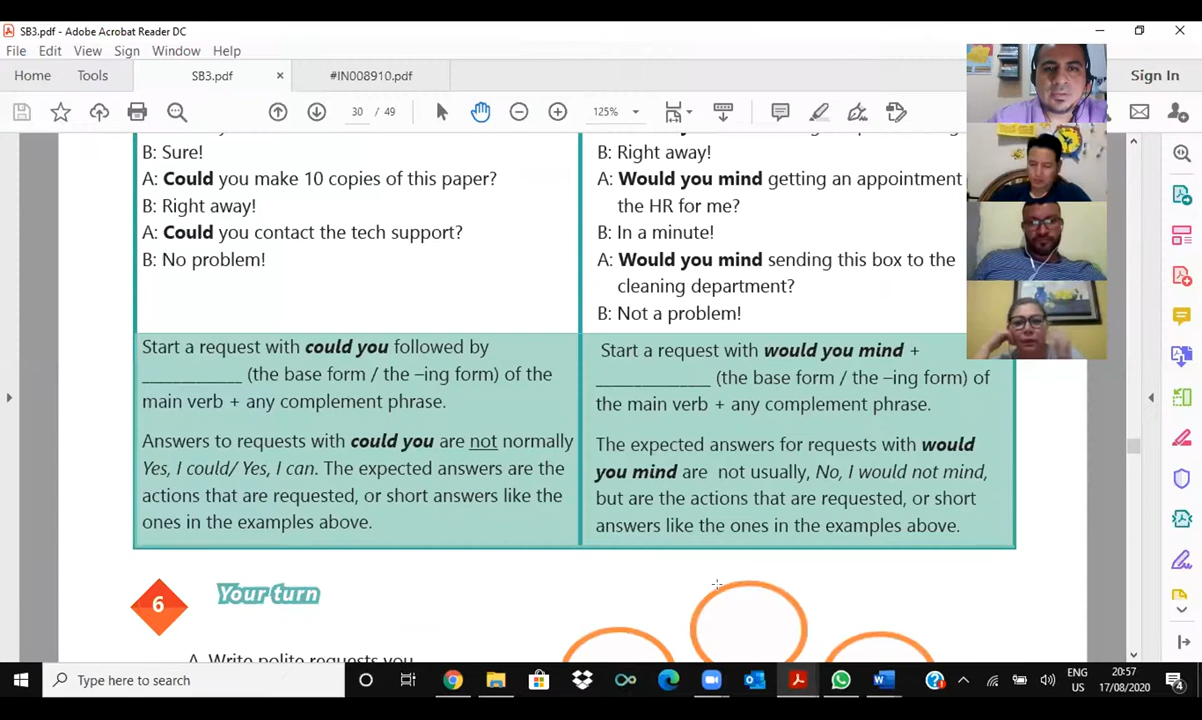 SB3.pdf - Adobe Acrobat Reader DC
File Edit View Sign Window Help
Home Tools SB3.pdf × #IN008910.pdf Sign In
30 / 49 125%
B: Sure!
A: Could you make 10 copies of this paper?
B: Right away!
A: Could you contact the tech support?
B: No problem!
B: Right away!
A: Would you mind getting an appointment
the HR for me?
B: In a minute!
A: Would you mind sending this box to the
cleaning department?
B: Not a problem!
Start a request with could you followed by
___________ (the base form / the –ing form) of the
main verb + any complement phrase.
Answers to requests with could you are not normally
Yes, I could/ Yes, I can. The expected answers are the
actions that are requested, or short answers like the
ones in the examples above.
Start a request with would you mind +
_____________ (the base form / the –ing form) of
the main verb + any complement phrase.
The expected answers for requests with would
you mind are not usually, No, I would not mind,
but are the actions that are requested, or short
answers like the ones in the examples above.
6 Your turn
A. Write polite requests you
Type here to search
ENG
US
20:57
17/08/2020
4